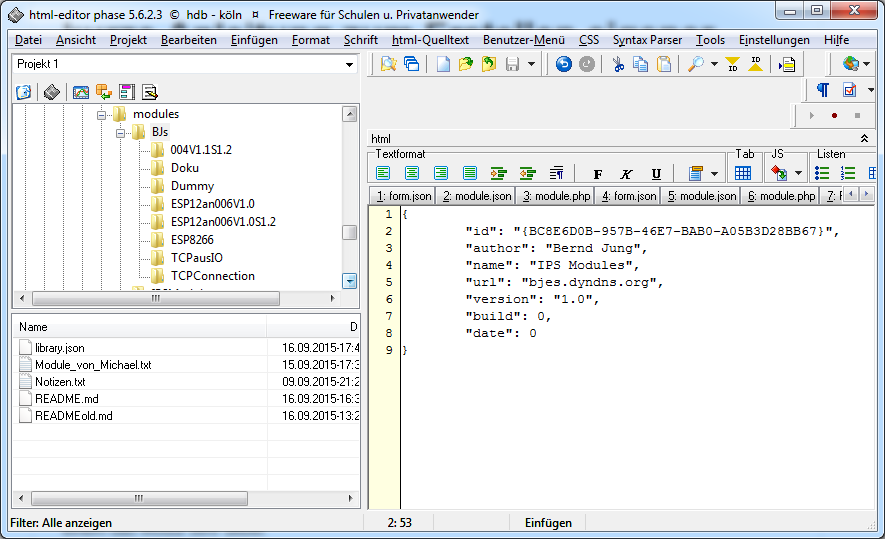 html-editor phase 5.6.2.3 © hdb - köln ¤ Freeware für Schulen u. Privatanwender
Datei Ansicht Projekt Bearbeiten Einfügen Format Schrift html-Quelltext Benutzer-Menü CSS Syntax Parser Tools Einstellungen Hilfe
Projekt 1
ID ID
modules
BJs
004V1.1S1.2
Doku
Dummy
ESP12an006V1.0
ESP12an006V1.0S1.2
ESP8266
TCPausIO
TCPConnection
Name D
library.json 16.09.2015-17:4
Module_von_Michael.txt 15.09.2015-17:3
Notizen.txt 09.09.2015-21:2
README.md 16.09.2015-16:3
READMEold.md 16.09.2015-13:2
html
Textformat Tab JS Listen
F K U
1: form.json 2: module.json 3: module.php 4: form.json 5: module.json 6: module.php 7:
1 {
2 "id": "{BC8E6D0B-957B-46E7-BAB0-A05B3D28BB67}",
3 "author": "Bernd Jung",
4 "name": "IPS Modules",
5 "url": "bjes.dyndns.org",
6 "version": "1.0",
7 "build": 0,
8 "date": 0
9 }
Filter: Alle anzeigen 2: 53 Einfügen